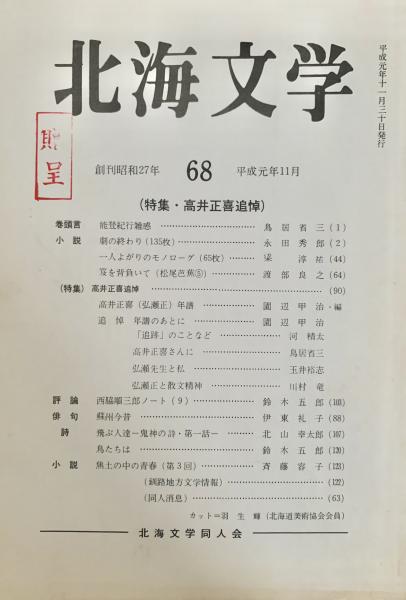 北海文学
平成元年十一月三十日発行
贈呈
創刊昭和27年 68 平成元年11月
(特集・高井正喜追悼)
巻頭言 能登紀行雑感 …… 鳥居省三 (1)
小説 劇の終わり (135枚) …… 永田秀郎 (2)
一人よがりのモノローグ (65枚) …… 梁淳祐 (44)
笈を背負いて (松尾芭蕉⑤) …… 渡部良之 (64)
(特集) 高井正喜追悼 …… (90)
高井正喜 (弘瀬正) 年譜 …… 圓辺甲治・編
追悼 年譜のあとに …… 圓辺甲治
「追跡」のことなど …… 河精太
高井正喜さんに …… 鳥居省三
弘瀬先生と私 …… 玉井裕志
弘瀬正と散文精神 …… 川村竜
評論 西脇順三郎ノート (9) …… 鈴木五郎 (103)
俳句 蘇州今昔 …… 伊東礼子 (88)
詩 飛ぶ人達−鬼神の詩・第一話− …… 北山幸太郎 (107)
鳥たちは …… 鈴木五郎 (120)
小説 焦土の中の青春 (第3回) …… 斉藤容子 (123)
(釧路地方文学情報) …… (122)
(同人消息) …… (63)
カット=羽生輝 (北海道美術協会会員)
北海文学同人会